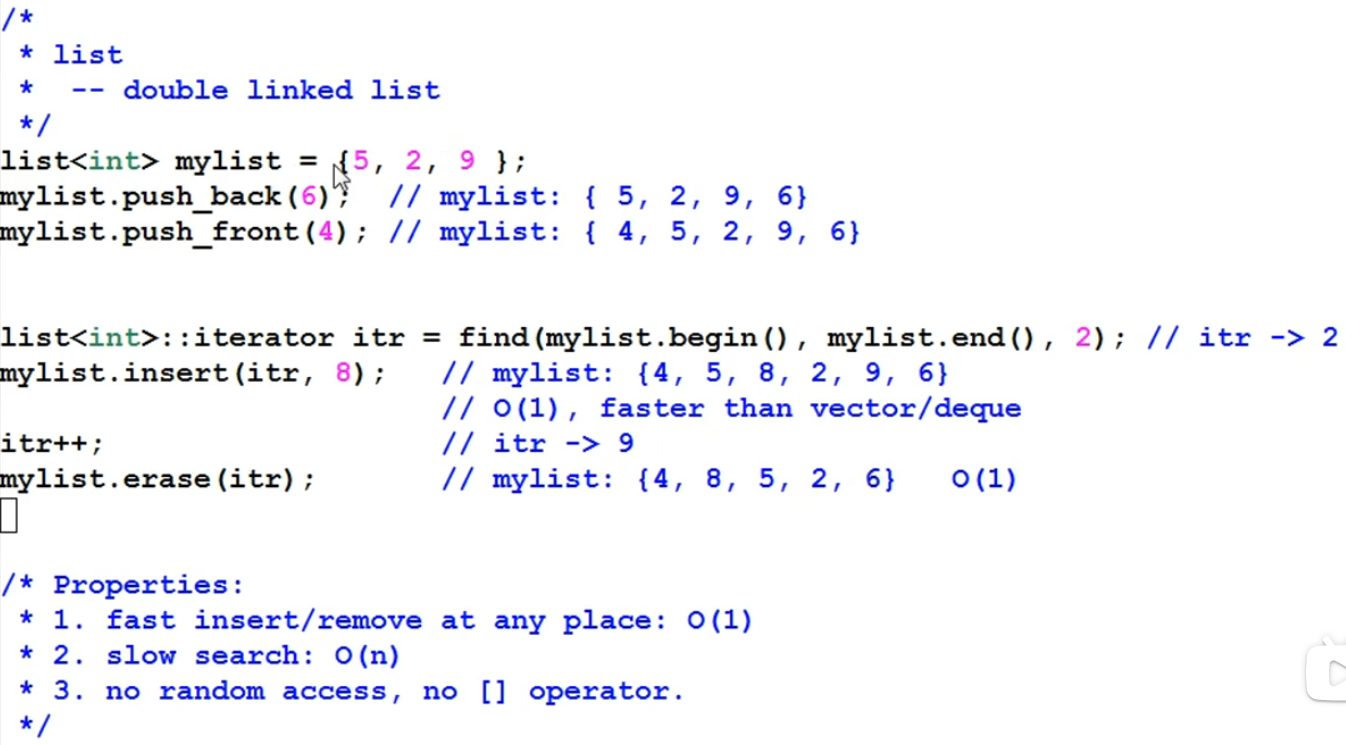 /*
 * list
 *  -- double linked list
 */
list<int> mylist = {5, 2, 9 };
mylist.push_back(6);  // mylist: { 5, 2, 9, 6}
mylist.push_front(4); // mylist: { 4, 5, 2, 9, 6}
list<int>::iterator itr = find(mylist.begin(), mylist.end(), 2); // itr -> 2
mylist.insert(itr, 8);   // mylist: {4, 5, 8, 2, 9, 6}
                         // O(1), faster than vector/deque
itr++;                   // itr -> 9
mylist.erase(itr);       // mylist: {4, 8, 5, 2, 6}   O(1)
/* Properties:
 * 1. fast insert/remove at any place: O(1)
 * 2. slow search: O(n)
 * 3. no random access, no [] operator.
 */